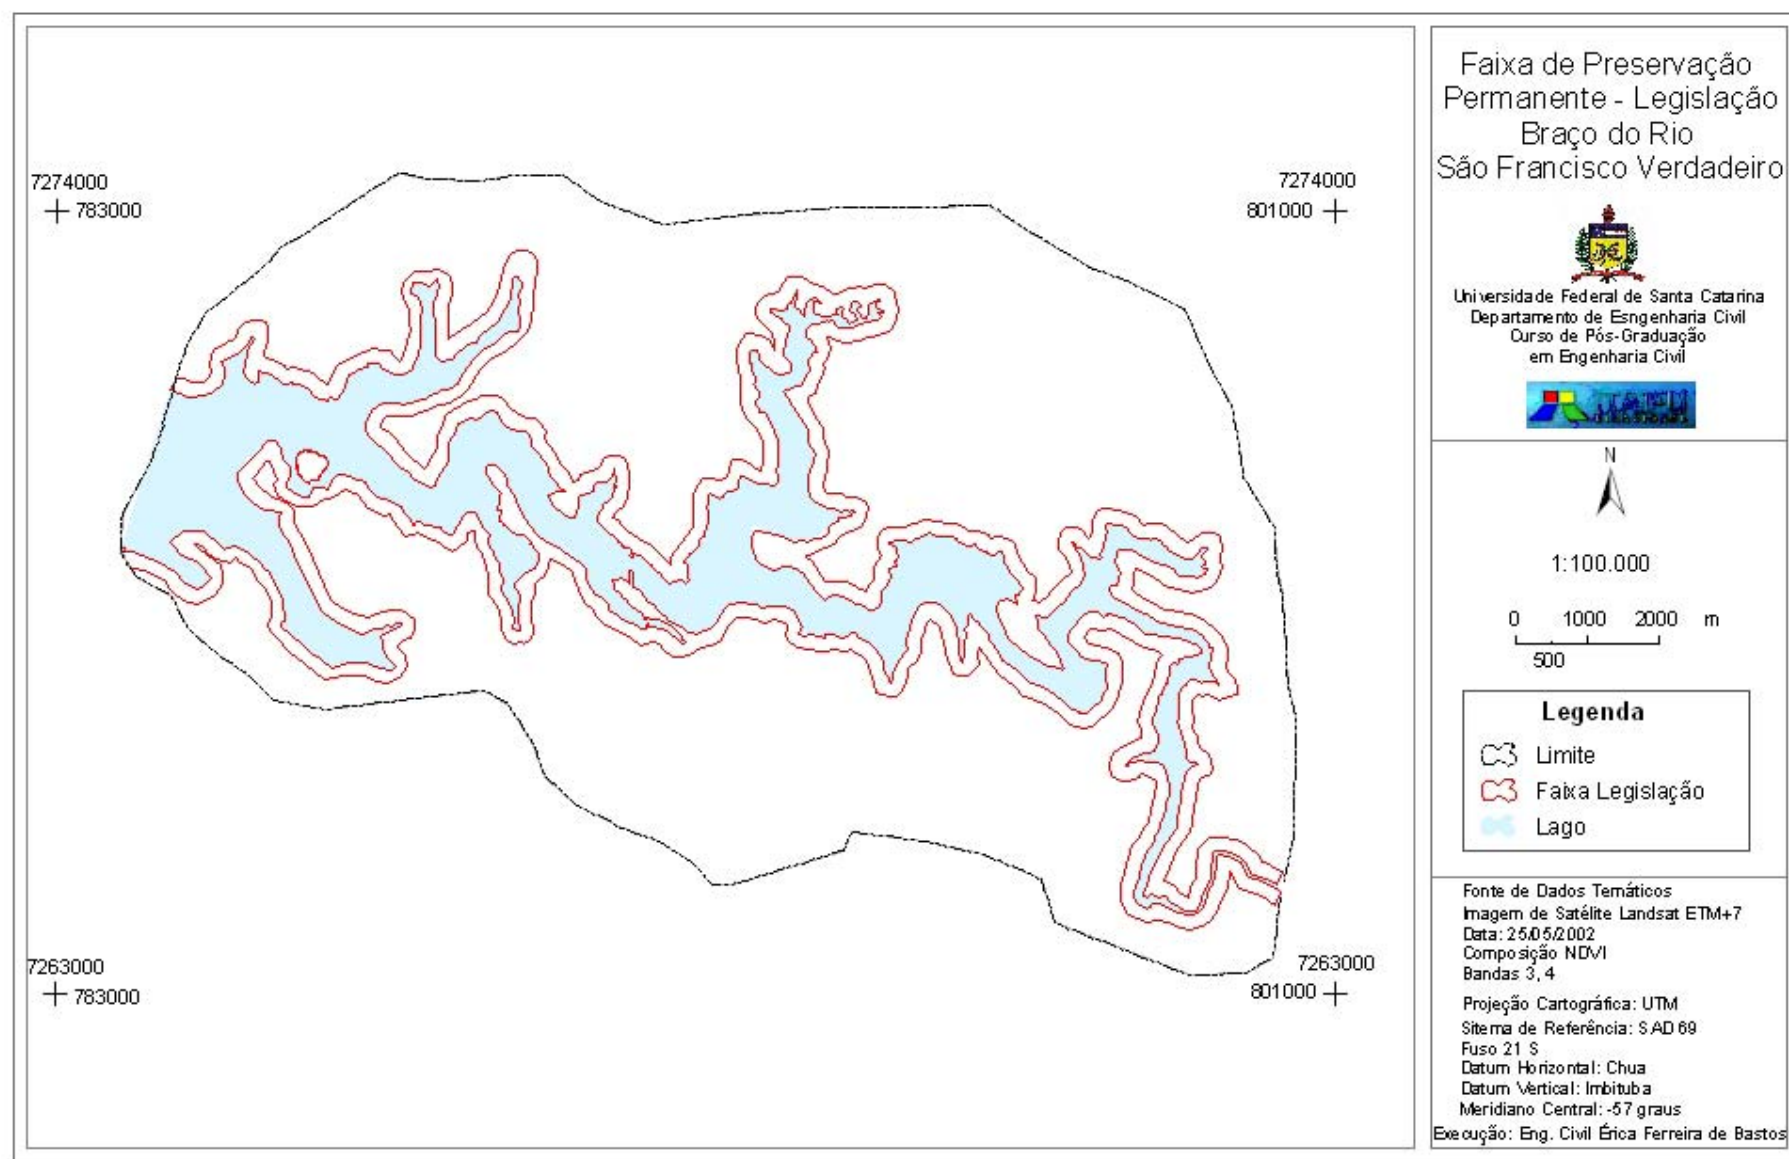 7274000
783000
7274000
801000
7263000
783000
7263000
801000
Faixa de Preservação
Permanente - Legislação
Braço do Rio
São Francisco Verdadeiro
Universidade Federal de Santa Catarina
Departamento de Esngenharia Civil
Curso de Pós-Graduação
em Engenharia Civil
N
1:100.000
0 1000 2000 m
500
Legenda
Limite
Faixa Legislação
Lago
Fonte de Dados Temáticos
Imagem de Satélite Landsat ETM+7
Data: 25/05/2002
Composição NDVI
Bandas 3, 4
Projeção Cartográfica: UTM
Sitema de Referência: SAD 69
Fuso 21 S
Datum Horizontal: Chua
Datum Vertical: Imbituba
Meridiano Central: -57 graus
Execução: Eng. Civil Érica Ferreira de Bastos